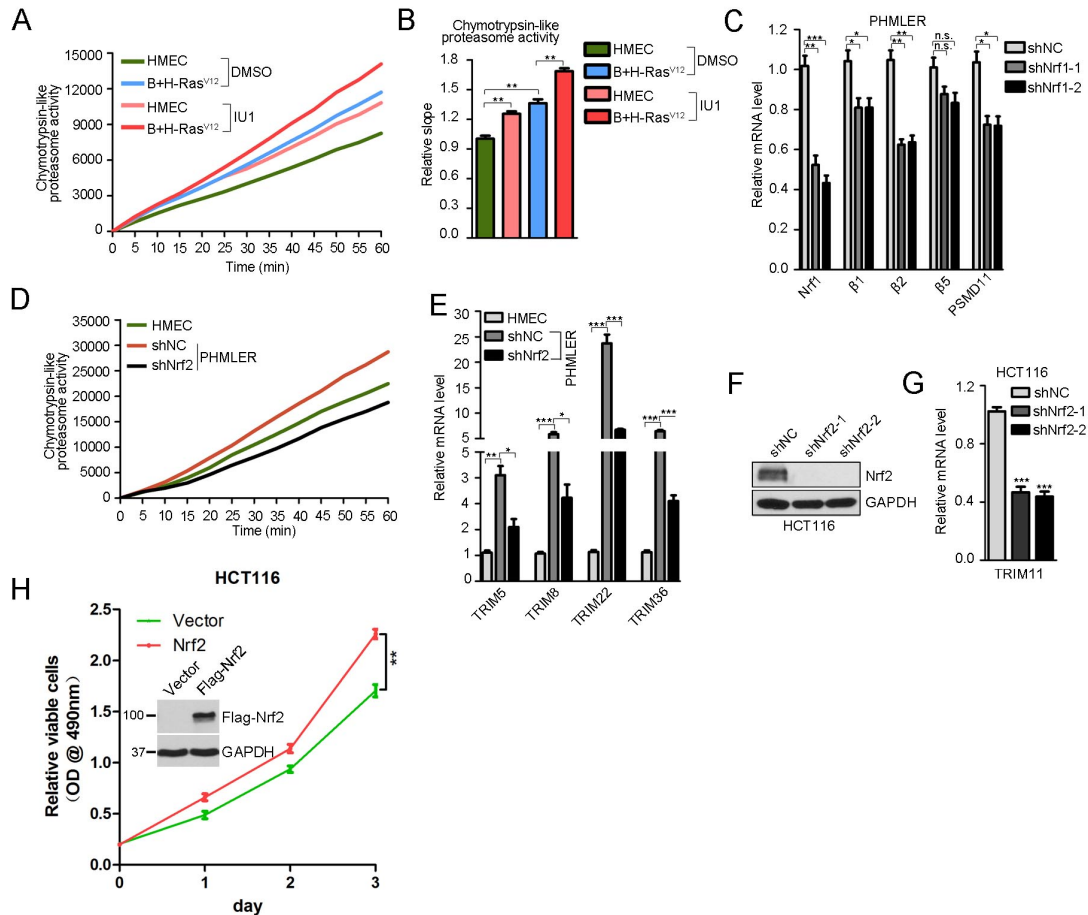 A
Chymotrypsin-like
proteasome activity
15000
12000
9000
6000
3000
0
HMEC
B+H-RasV12
DMSO
HMEC
B+H-RasV12
IU1
0 5 10 15 20 25 30 35 40 45 50 55 60
Time (min)
B
Chymotrypsin-like
proteasome activity
Relative slope
1.8
1.5
1.2
0.9
0.6
0.3
0.0
** ** **
HMEC
B+H-RasV12
DMSO
HMEC
B+H-RasV12
IU1
C
PHMLER
Relative mRNA level
1.2
1.0
0.8
0.6
0.4
0.2
0.0
*** * ** n.s. *
** * ** n.s. *
shNC
shNrf1-1
shNrf1-2
Nrf1 β1 β2 β5 PSMD11
D
Chymotrypsin-like
proteasome activity
35000
30000
25000
20000
15000
10000
5000
0
HMEC
shNC
shNrf2
PHMLER
0 5 10 15 20 25 30 35 40 45 50 55 60
Time (min)
E
Relative mRNA level
30
25
20
15
10
5
4
3
2
1
0
HMEC
shNC
shNrf2
PHMLER
** * *** * *** *** *** ***
TRIM5 TRIM8 TRIM22 TRIM36
F
shNC shNrf2-1 shNrf2-2
Nrf2
GAPDH
HCT116
G
HCT116
shNC
shNrf2-1
shNrf2-2
Relative mRNA level
1.2
0.8
0.4
0.0
*** ***
TRIM11
H
HCT116
Relative viable cells
(OD @ 490nm)
2.5
2.0
1.5
1.0
0.5
0.0
Vector
Nrf2
Vector Flag-Nrf2
100 Flag-Nrf2
37 GAPDH
**
0 1 2 3
day